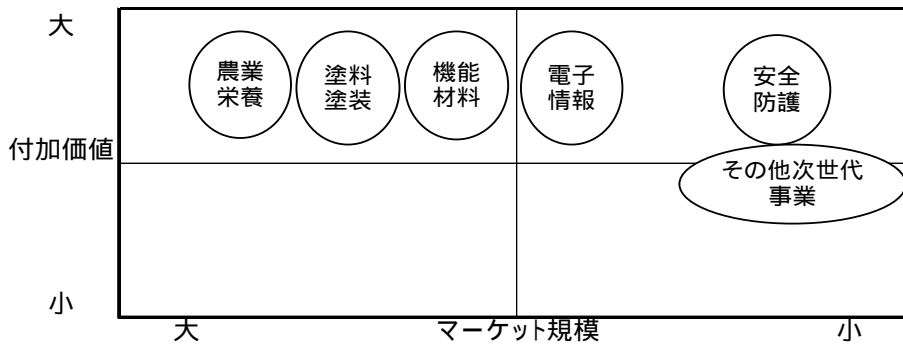 大
農業
栄養
塗料
塗装
機能
材料
電子
情報
安全
防護
付加価値
その他次世代
事業
小
大
マーケット規模
小